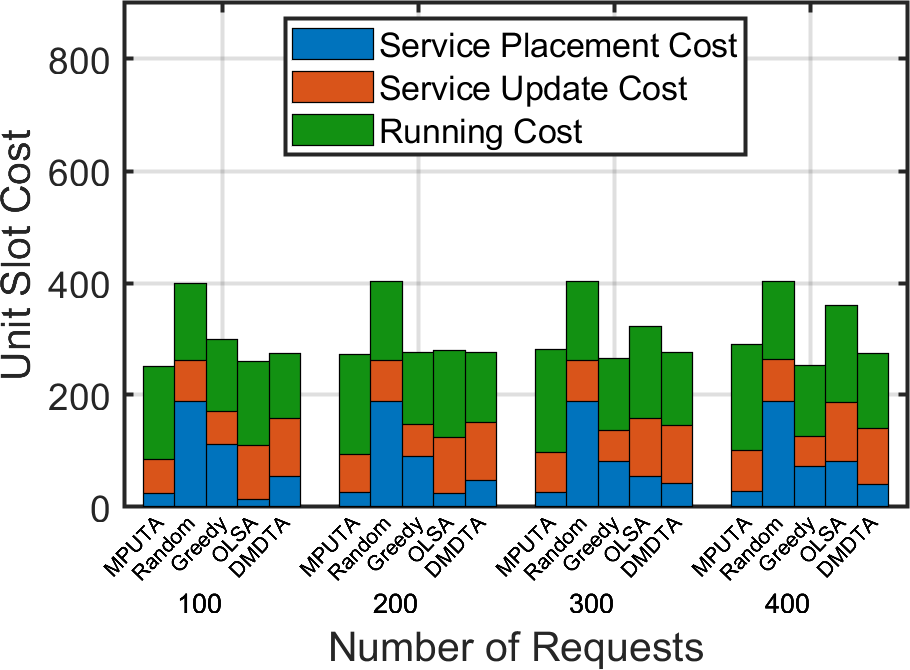 Unit Slot Cost
800
600
400
200
0
Service Placement Cost
Service Update Cost
Running Cost
MPUTA Random Greedy OLSA DMDTA MPUTA Random Greedy OLSA DMDTA MPUTA Random Greedy OLSA DMDTA MPUTA Random Greedy OLSA DMDTA
100 200 300 400
Number of Requests